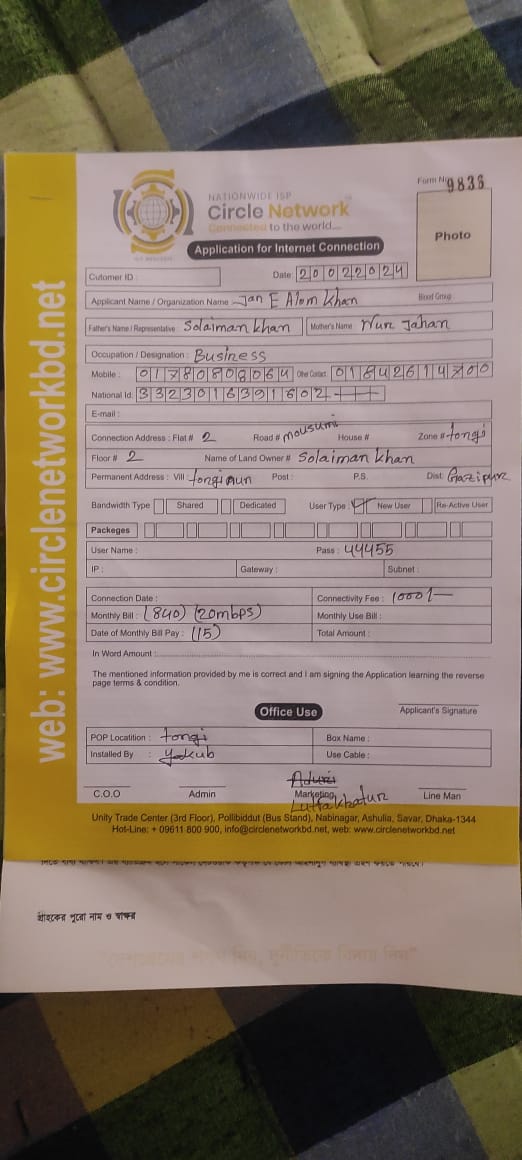 Form No 9836
NATIONWIDE ISP
Circle Network
Connected to the world...
Photo
Application for Internet Connection
Cutomer ID : Date: 20022024
Applicant Name / Organization Name : Jan E Alom khan Blood Group :
Father's Name / Representative : Solaiman khan Mother's Name : Nur Jahan
Occupation / Designation : Business
Mobile : 01780808064 Othe Contact : 01842614700
National Id: 3323016391602
E-mail :
Connection Address : Flat # 2 Road # mousumi House # Zone # tongi
Floor # 2 Name of Land Owner # Solaiman khan
Permanent Address : Vill : Post : P.S. Dist: Gazipur
Bandwidth Type Shared Dedicated User Type : New User Re-Active User
Packeges
User Name : Pass : 44455
IP : Gateway : Subnet :
Connection Date : Connectivity Fee : 1000/-
Monthly Bill : (840) (20mbps) Monthly Use Bill :
Date of Monthly Bill Pay : (15) Total Amount :
In Word Amount :
The mentioned information provided by me is correct and I am signing the Application learning the reverse
page terms & condition.
Office Use Applicant's Signature
POP Locatition : tongi Box Name :
Installed By : Yakub Use Cable :
C.O.O Admin Marketing Line Man
Lutfa khatun
Unity Trade Center (3rd Floor), Pollibiddut (Bus Stand), Nabinagar, Ashulia, Savar, Dhaka-1344
Hot-Line: + 09611 800 900, info@circlenetworkbd.net, web: www.circlenetworkbd.net
web: www.circlenetworkbd.net
গ্রাহকের পুরো নাম ও স্বাক্ষর